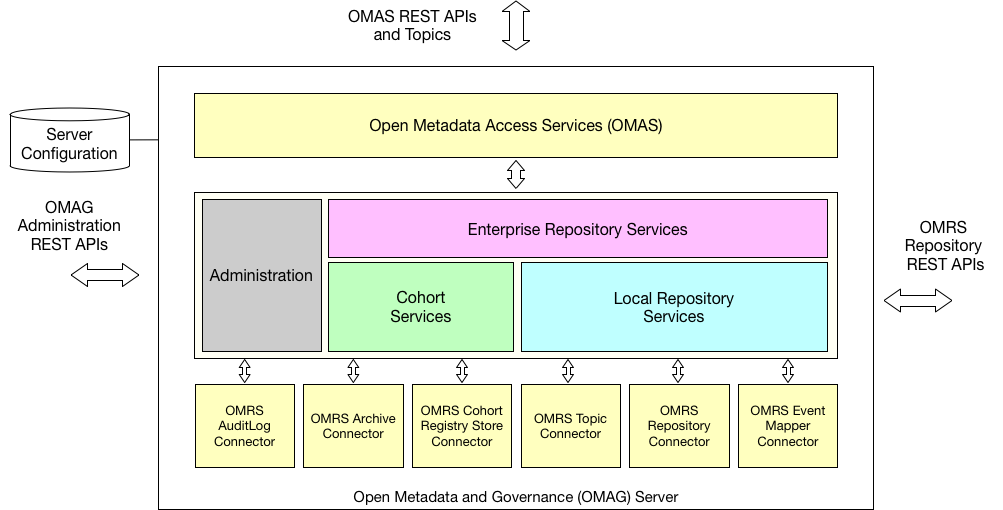 OMAS REST APIs
and Topics
Open Metadata Access Services (OMAS)
Server
Configuration
OMAG
Administration
REST APIs
Administration
Enterprise Repository Services
Cohort
Services
Local Repository
Services
OMRS
Repository
REST APIs
OMRS
AuditLog
Connector
OMRS Archive
Connector
OMRS Cohort
Registry Store
Connector
OMRS Topic
Connector
OMRS
Repository
Connector
OMRS Event
Mapper
Connector
Open Metadata and Governance (OMAG) Server